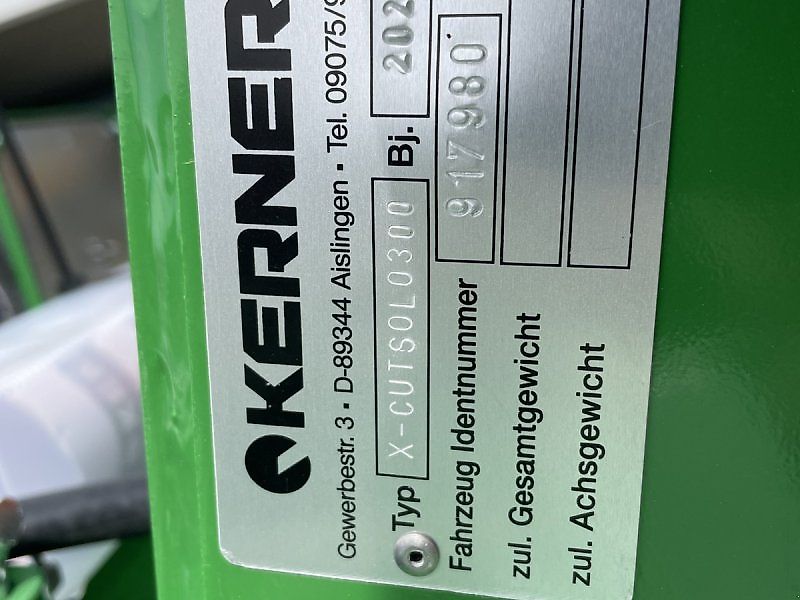 KERNER
Gewerbestr. 3 • D-89344 Aislingen • Tel. 09075/9
Typ X-CUTSOLO300 Bj. 202
Fahrzeug Identnummer 917980
zul. Gesamtgewicht
zul. Achsgewicht